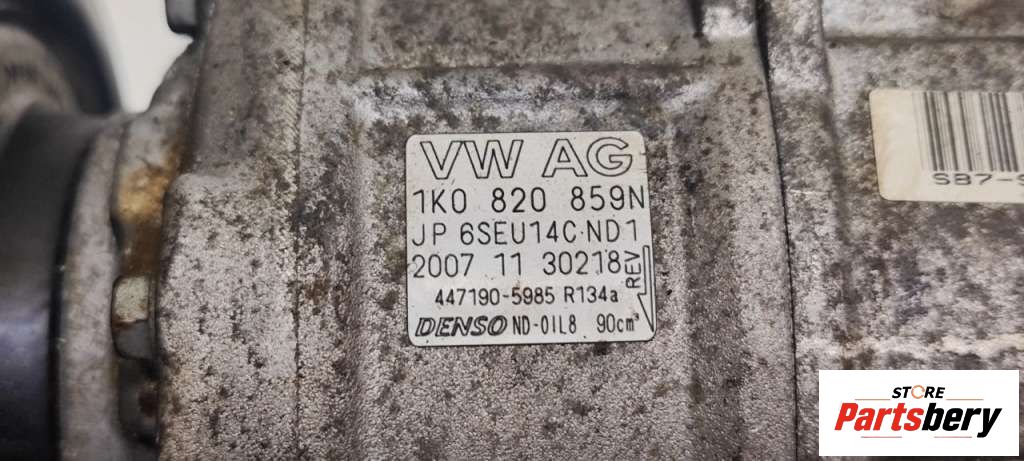 VW AG
1K0 820 859N
JP 6SEU14C ND1
2007 11 30218
REV
447190-5985 R134a
DENSO ND-OIL8 90cm³
SB7-
STORE
Partsbery